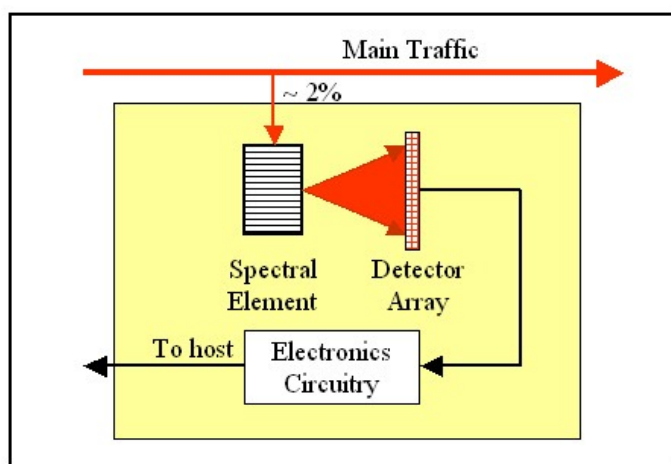 Main Traffic
~ 2%
Spectral
Element
Detector
Array
To host
Electronics
Circuitry